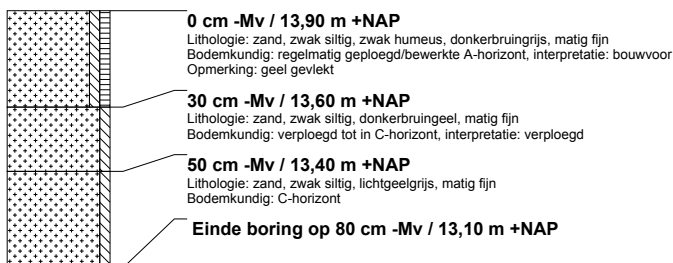 0 cm -Mv / 13,90 m +NAP
Lithologie: zand, zwak siltig, zwak humeus, donkerbruingrijs, matig fijn
Bodemkundig: regelmatig geploegd/bewerkte A-horizont, interpretatie: bouwvoor
Opmerking: geel gevlekt
30 cm -Mv / 13,60 m +NAP
Lithologie: zand, zwak siltig, donkerbruingeel, matig fijn
Bodemkundig: verploegd tot in C-horizont, interpretatie: verploegd
50 cm -Mv / 13,40 m +NAP
Lithologie: zand, zwak siltig, lichtgeelgrijs, matig fijn
Bodemkundig: C-horizont
Einde boring op 80 cm -Mv / 13,10 m +NAP